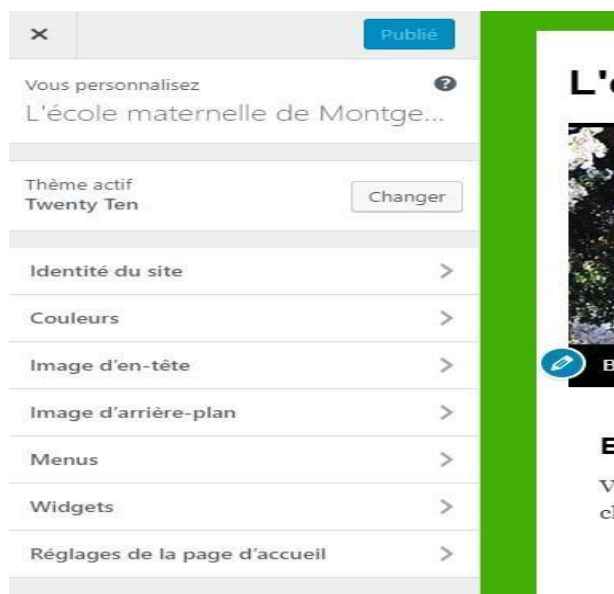 Publié
Vous personnalisez
L'école maternelle de Montge...
Thème actif
Twenty Ten
Changer
Identité du site
Couleurs
Image d'en-tête
Image d'arrière-plan
Menus
Widgets
Réglages de la page d'accueil
L'
B
V